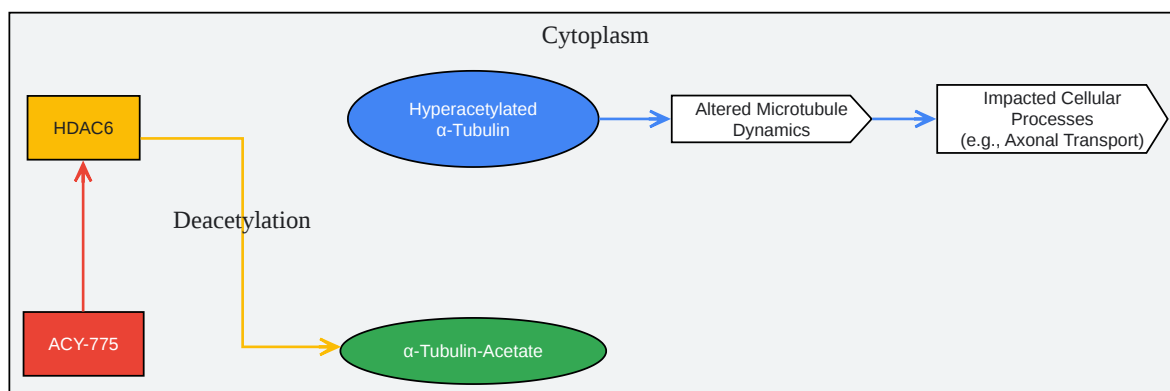 Cytoplasm
HDAC6
Hyperacetylated
α-Tubulin
Altered Microtubule
Dynamics
Impacted Cellular
Processes
(e.g., Axonal Transport)
Deacetylation
ACY-775
α-Tubulin-Acetate